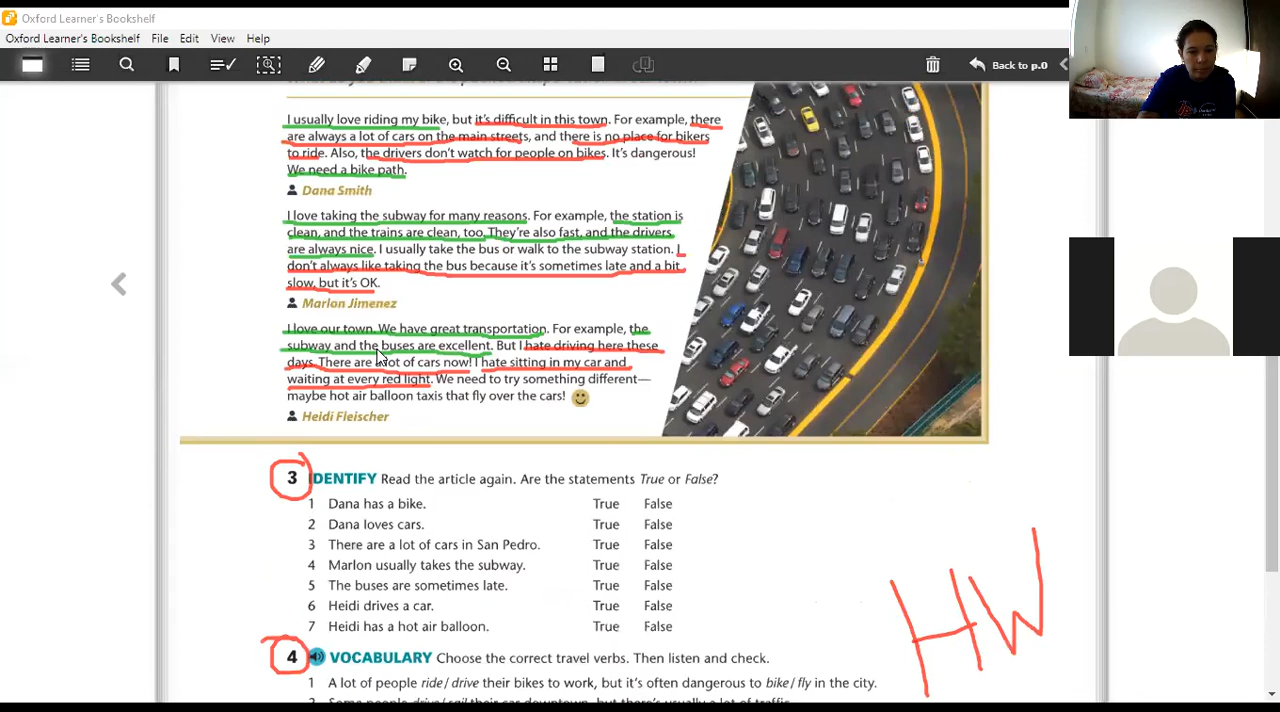 Oxford Learner's Bookshelf
Oxford Learner's Bookshelf File Edit View Help
Back to p.0
I usually love riding my bike, but it's difficult in this town. For example, there
are always a lot of cars on the main streets, and there is no place for bikers
to ride. Also, the drivers don't watch for people on bikes. It's dangerous!
We need a bike path.
Dana Smith
I love taking the subway for many reasons. For example, the station is
clean, and the trains are clean, too. They're also fast, and the drivers
are always nice. I usually take the bus or walk to the subway station. I
don't always like taking the bus because it's sometimes late and a bit
slow, but it's OK.
Marlon Jimenez
I love our town. We have great transportation. For example, the
subway and the buses are excellent. But I hate driving here these
days. There are a lot of cars now! I hate sitting in my car and
waiting at every red light. We need to try something different—
maybe hot air balloon taxis that fly over the cars!
Heidi Fleischer
3 IDENTIFY Read the article again. Are the statements True or False?
1 Dana has a bike. True False
2 Dana loves cars. True False
3 There are a lot of cars in San Pedro. True False
4 Marlon usually takes the subway. True False
5 The buses are sometimes late. True False
6 Heidi drives a car. True False
7 Heidi has a hot air balloon. True False
HW
4 VOCABULARY Choose the correct travel verbs. Then listen and check.
1 A lot of people ride / drive their bikes to work, but it's often dangerous to bike / fly in the city.
2 Some people drive / sail their car downtown, but there's usually a lot of traffic.